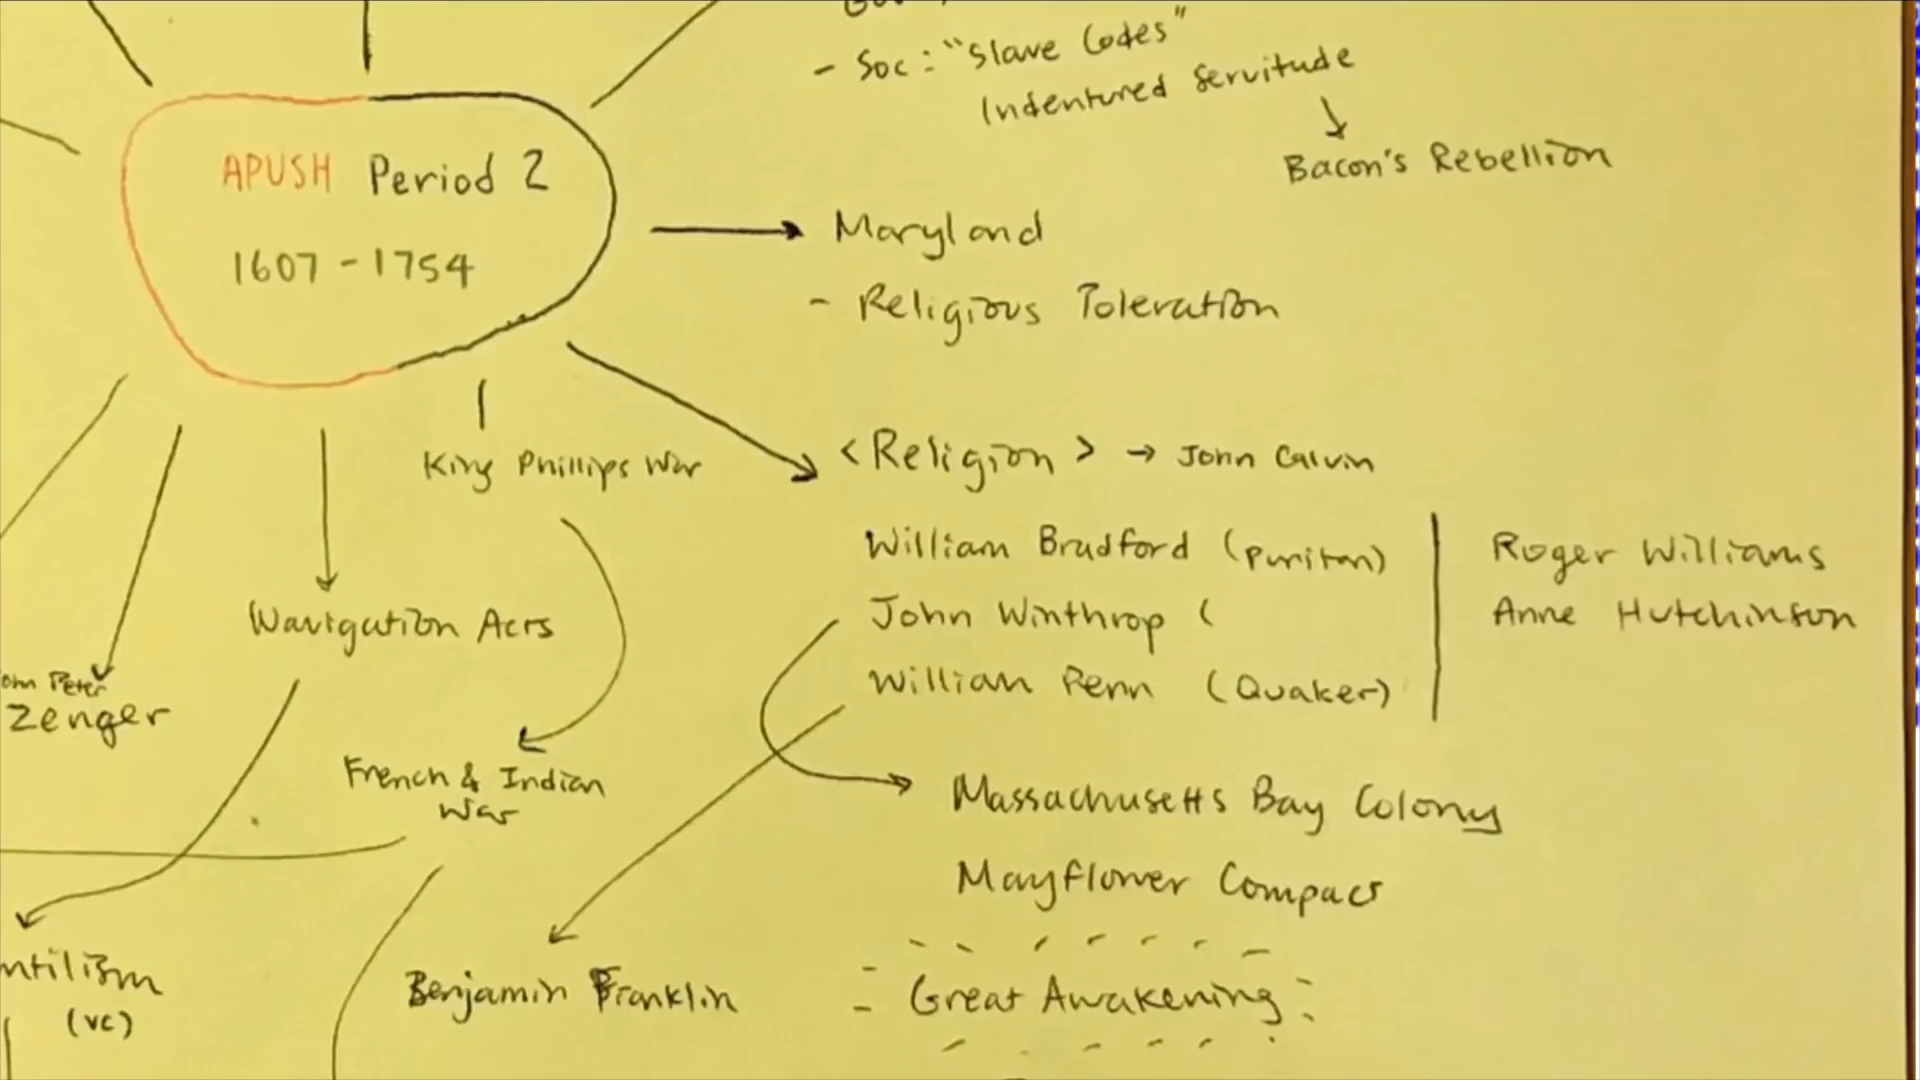 - Soc: "Slave Codes"
Indentured Servitude
Bacon's Rebellion
APUSH Period 2
1607-1754
Maryland
- Religious Toleration
King Phillips War
<Religion> → John Calvin
William Bradford (Puritan)
John Winthrop (
William Penn (Quaker)
Roger Williams
Anne Hutchinson
Navigation Acts
Peter
Zenger
French & Indian
War
Massachusetts Bay Colony
Mayflower Compact
(VC)
Benjamin Franklin
Great Awakening